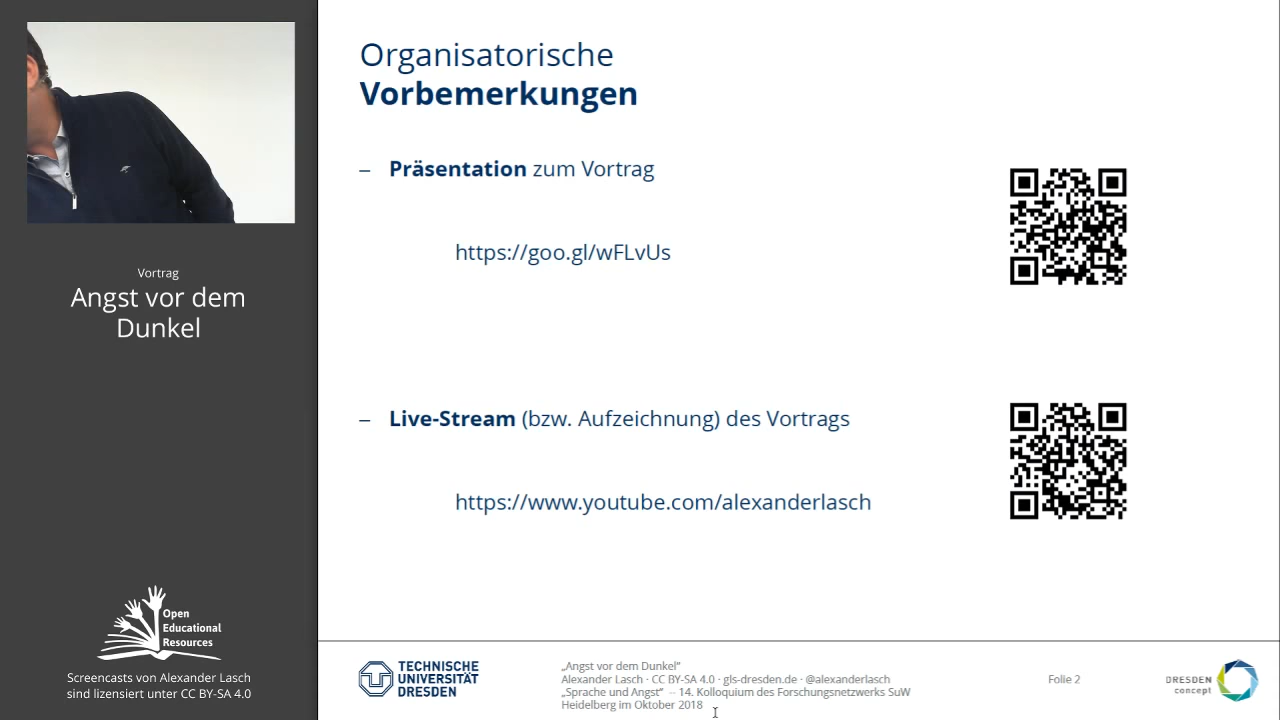 Vortrag
Angst vor dem
Dunkel
Open
Educational
Resources
Screencasts von Alexander Lasch
sind lizensiert unter CC BY-SA 4.0
Organisatorische
Vorbemerkungen
– Präsentation zum Vortrag
https://goo.gl/wFLvUs
– Live-Stream (bzw. Aufzeichnung) des Vortrags
https://www.youtube.com/alexanderlasch
TECHNISCHE
UNIVERSITÄT
DRESDEN
„Angst vor dem Dunkel“
Alexander Lasch · CC BY-SA 4.0 · gls-dresden.de · @alexanderlasch
„Sprache und Angst“ -- 14. Kolloquium des Forschungsnetzwerks SuW
Heidelberg im Oktober 2018
Folie 2
DRESDEN
concept